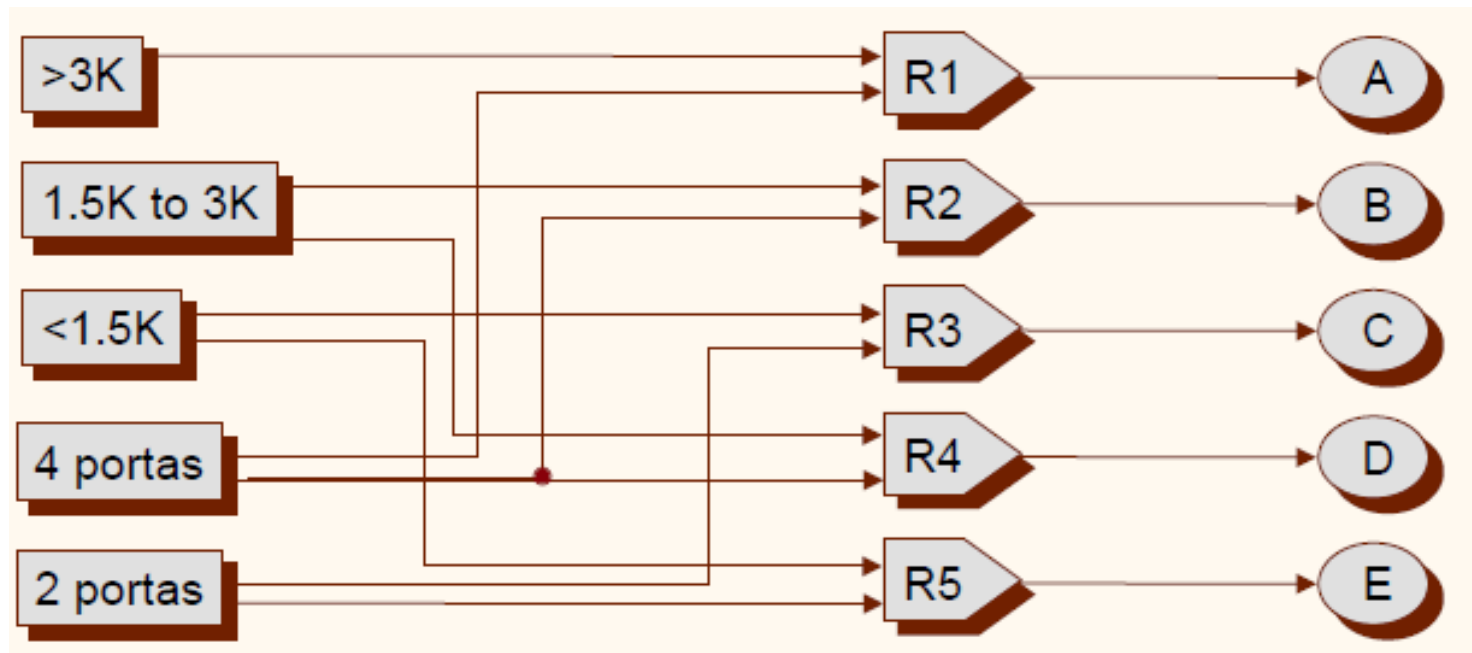 >3K
R1
A
1.5K to 3K
R2
B
<1.5K
R3
C
4 portas
R4
D
2 portas
R5
E